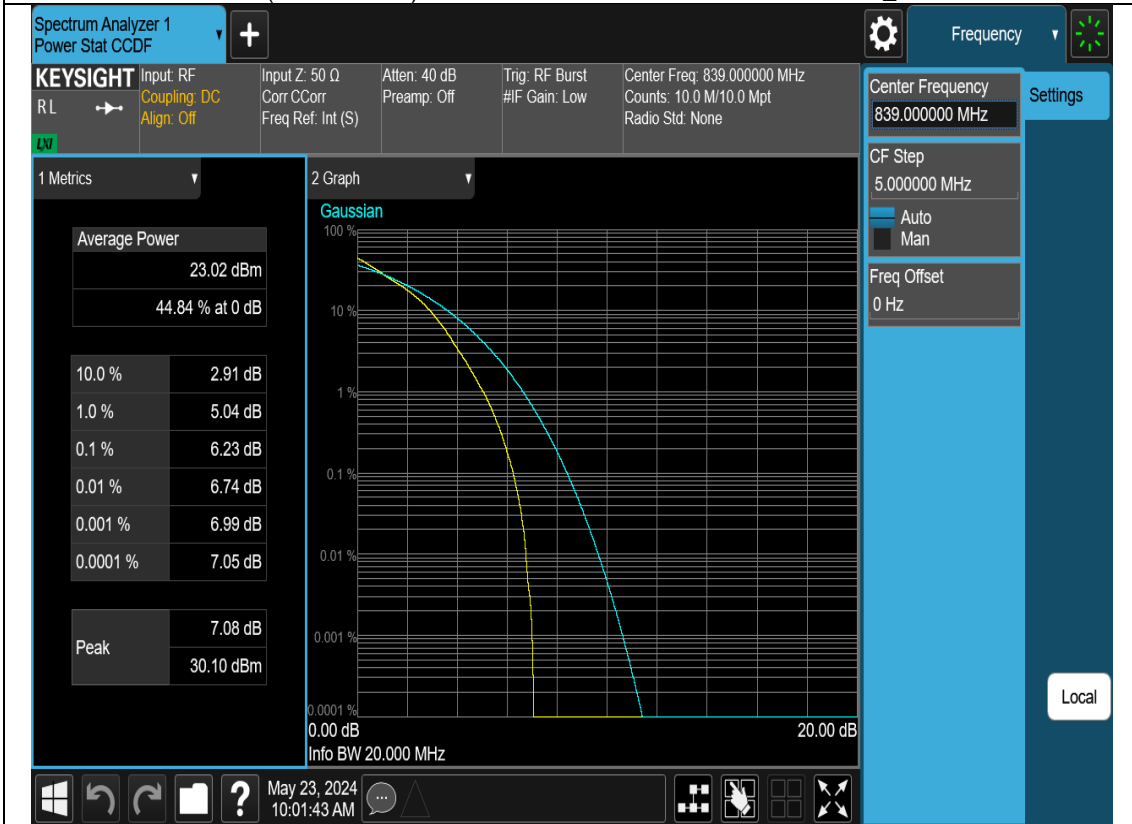 Spectrum Analyzer 1
Power Stat CCDF
Frequency
KEYSIGHT
RL
LXI
Input: RF
Coupling: DC
Align: Off
Input Z: 50 Ω
Corr CCorr
Freq Ref: Int (S)
Atten: 40 dB
Preamp: Off
Trig: RF Burst
#IF Gain: Low
Center Freq: 839.000000 MHz
Counts: 10.0 M/10.0 Mpt
Radio Std: None
Center Frequency
839.000000 MHz
Settings
CF Step
5.000000 MHz
Auto
Man
Freq Offset
0 Hz
1 Metrics
Average Power
23.02 dBm
44.84 % at 0 dB
10.0 % 2.91 dB
1.0 % 5.04 dB
0.1 % 6.23 dB
0.01 % 6.74 dB
0.001 % 6.99 dB
0.0001 % 7.05 dB
Peak
7.08 dB
30.10 dBm
2 Graph
Gaussian
100 %
10 %
1 %
0.1 %
0.01 %
0.001 %
0.0001 %
0.00 dB 20.00 dB
Info BW 20.000 MHz
Local
?
May 23, 2024
10:01:43 AM